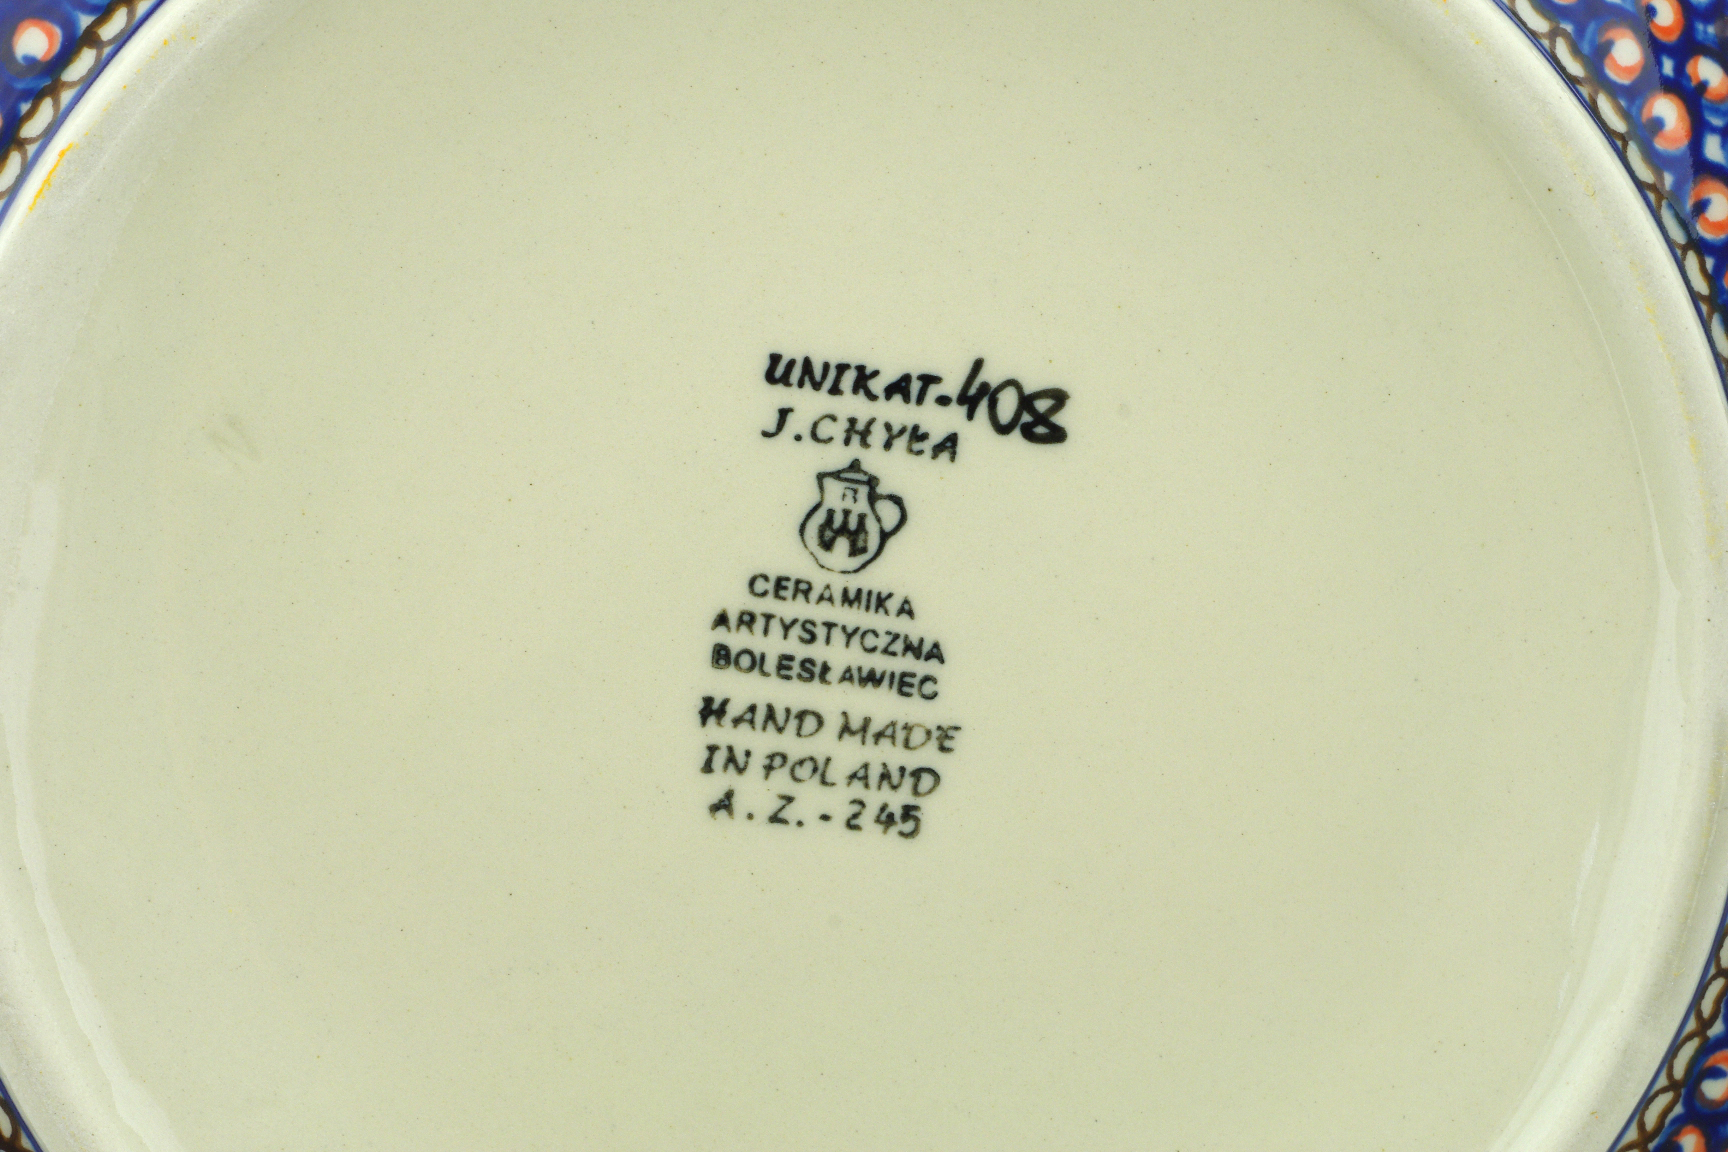 UNIKAT-408
J.CHYŁA
CERAMIKA
ARTYSTYCZNA
BOLESŁAWIEC
HAND MADE
IN POLAND
A.Z.-245